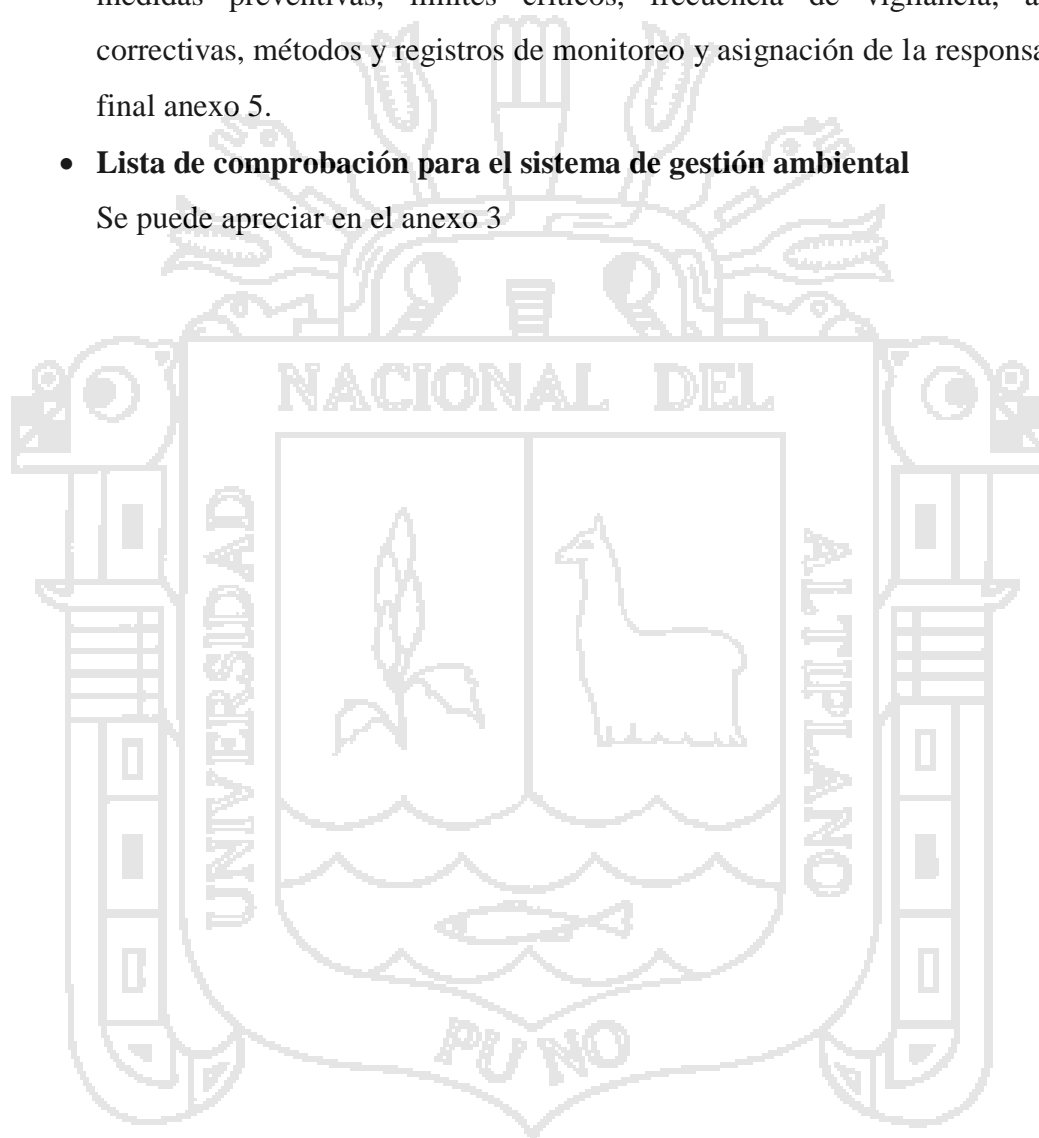 medidas preventivas, límites críticos, frecuencia de vigilancia,
correctivas, métodos y registros de monitoreo y asignación de la
final anexo 5.
• Lista de comprobación para el sistema de gestión ambiental
Se puede apreciar en el anexo 3
NACIONAL DEL
UNIVERSIDAD
ALTIPLANO
PUNO